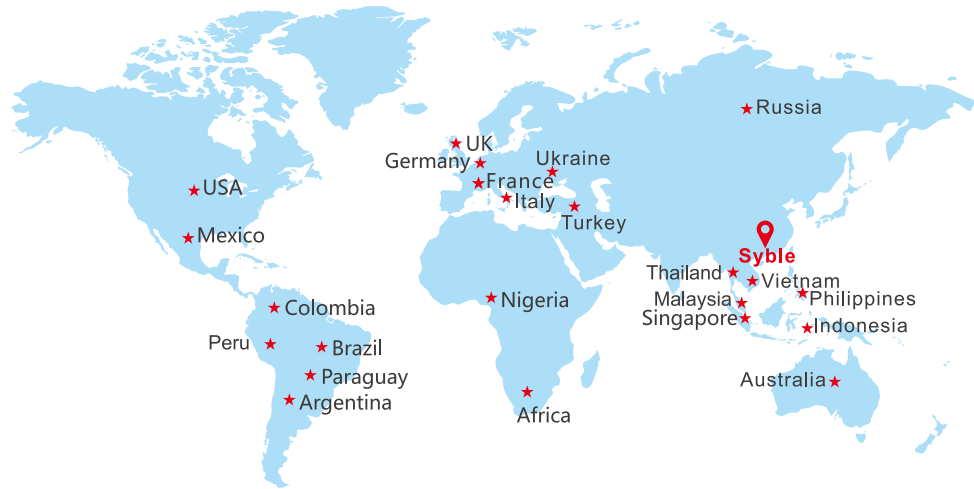 Russia
UK
Germany
Ukraine
France
USA
Italy
Turkey
Mexico
Syble
Thailand
Vietnam
Malaysia
Philippines
Nigeria
Colombia
Singapore
Indonesia
Peru
Brazil
Paraguay
Australia
Argentina
Africa